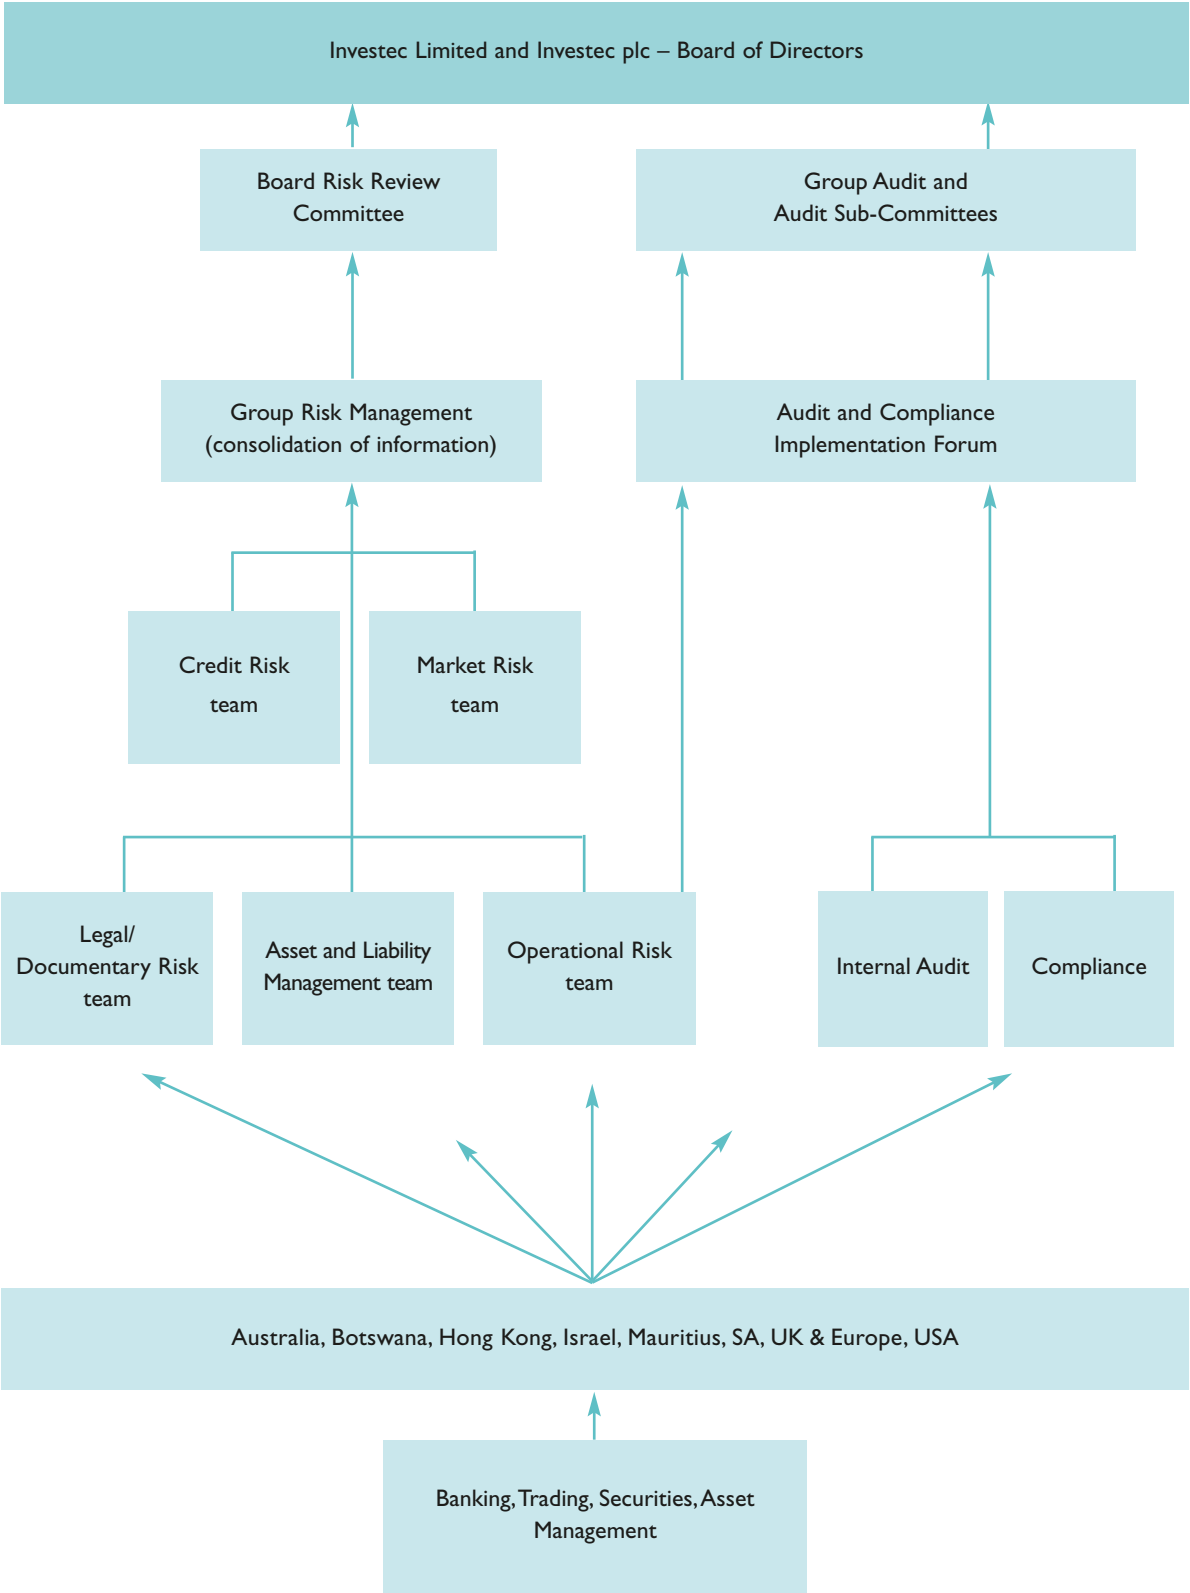 Investec Limited and Investec plc – Board of Directors
Board Risk Review
Committee
Group Audit and
Audit Sub-Committees
Group Risk Management
(consolidation of information)
Audit and Compliance
Implementation Forum
Credit Risk
team
Market Risk
team
Legal/
Documentary Risk
team
Asset and Liability
Management team
Operational Risk
team
Internal Audit
Compliance
Australia, Botswana, Hong Kong, Israel, Mauritius, SA, UK & Europe, USA
Banking, Trading, Securities, Asset
Management